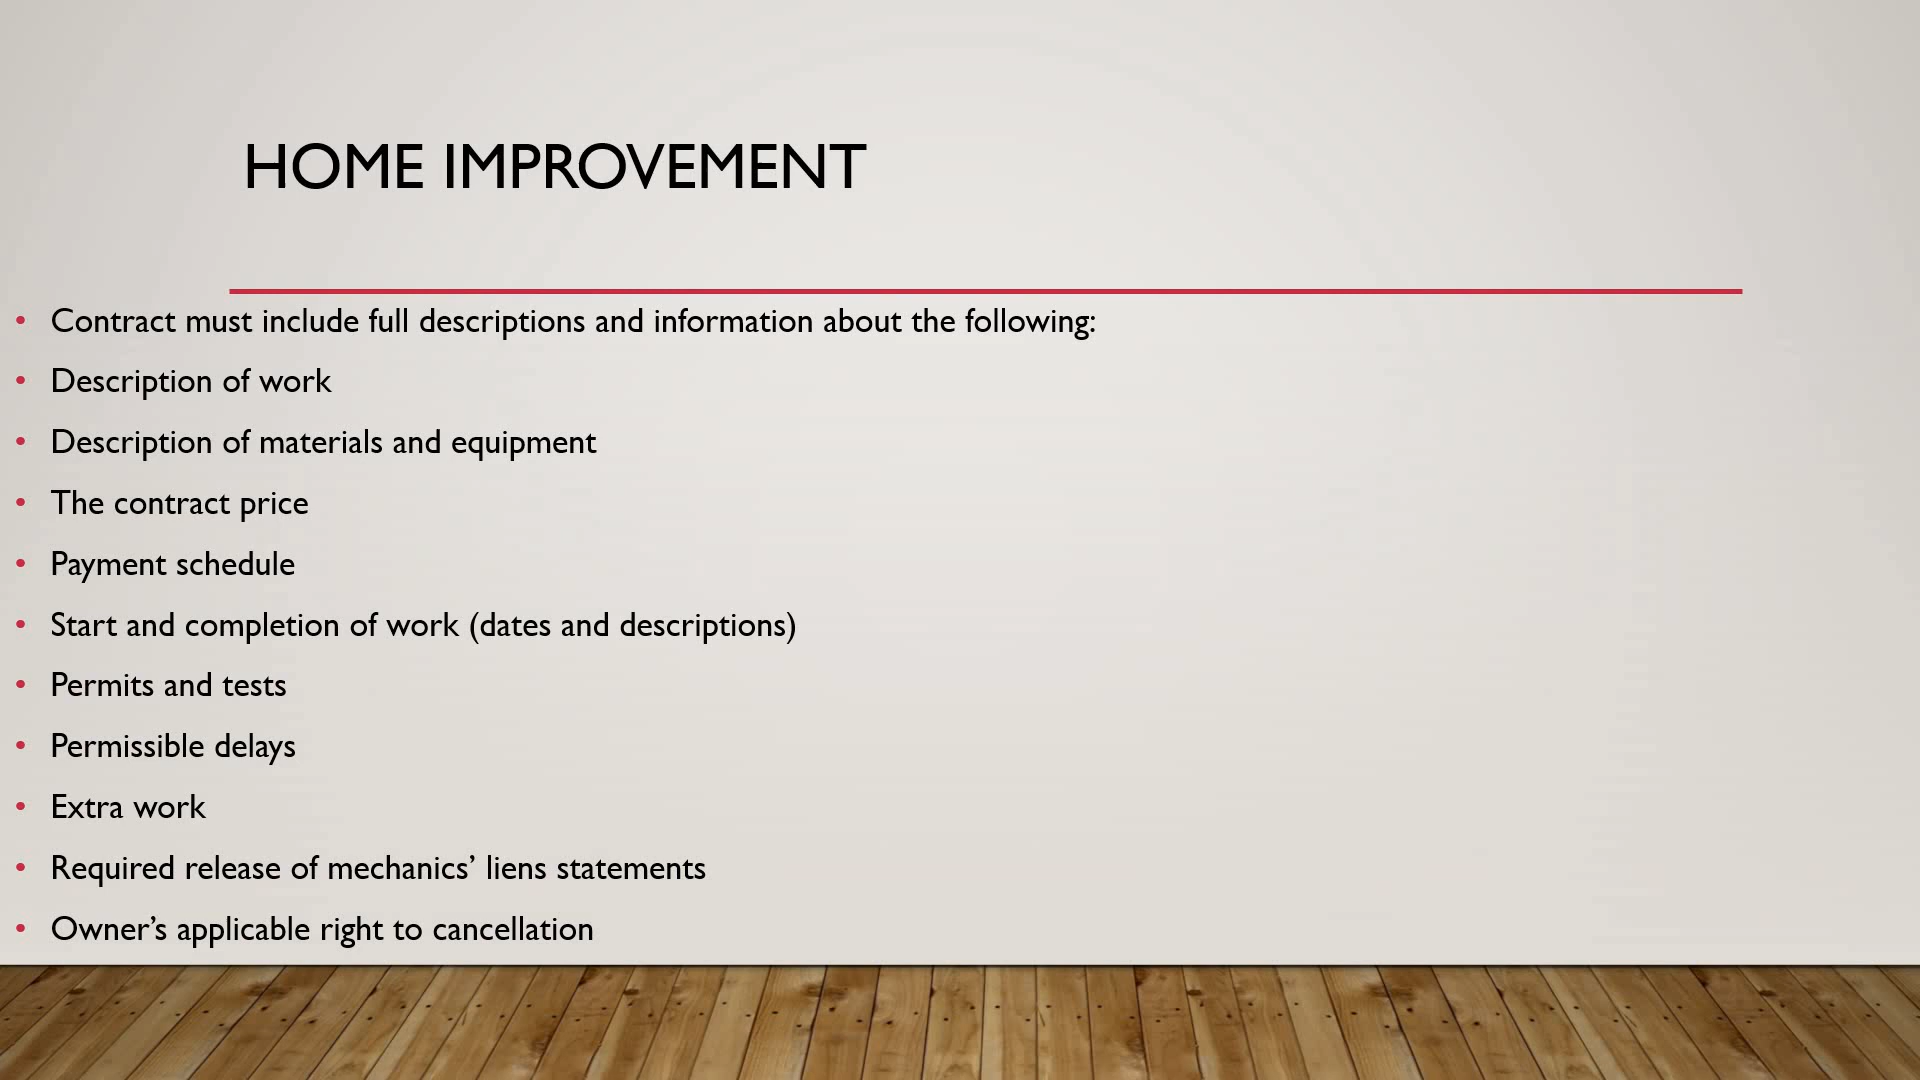 HOME IMPROVEMENT
• Contract must include full descriptions and information about the following:
• Description of work
• Description of materials and equipment
• The contract price
• Payment schedule
• Start and completion of work (dates and descriptions)
• Permits and tests
• Permissible delays
• Extra work
• Required release of mechanics’ liens statements
• Owner’s applicable right to cancellation